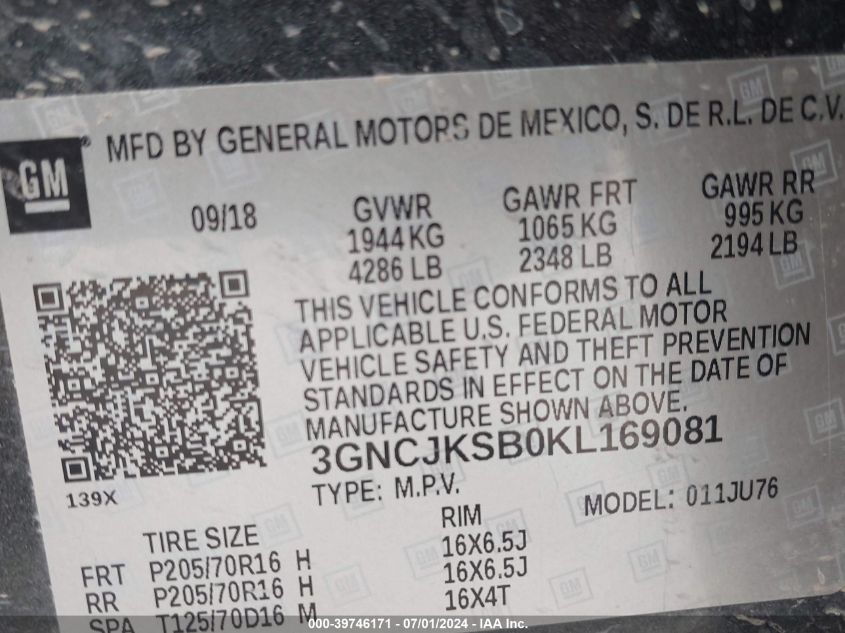 GM ® MFD BY GENERAL MOTORS DE MEXICO, S. DE R.L. DE C.V.
09/18 GVWR GAWR FRT GAWR RR
1944 KG 1065 KG 995 KG
4286 LB 2348 LB 2194 LB
THIS VEHICLE CONFORMS TO ALL
APPLICABLE U.S. FEDERAL MOTOR
VEHICLE SAFETY AND THEFT PREVENTION
STANDARDS IN EFFECT ON THE DATE OF
MANUFACTURE SHOWN ABOVE.
3GNCJKSB0KL169081
139X TYPE: M.P.V. MODEL: 011JU76
TIRE SIZE RIM
FRT P205/70R16 H 16X6.5J
RR P205/70R16 H 16X6.5J
SPA T125/70D16 M 16X4T
000-39746171 - 07/01/2024 - IAA Inc.